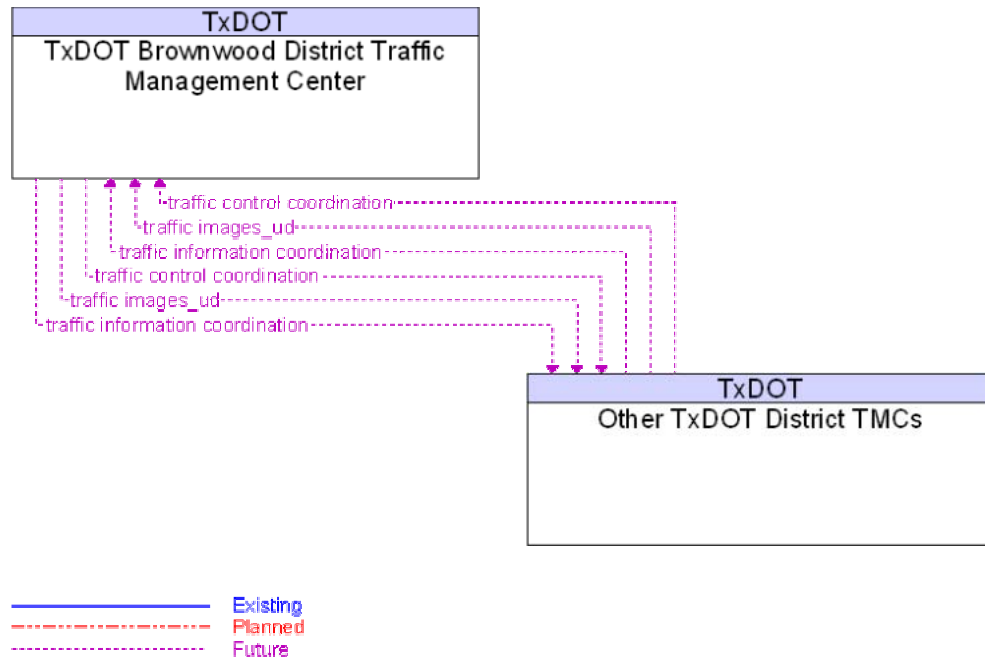 TxDOT
TxDOT Brownwood District Traffic
Management Center
traffic control coordination
traffic images_ud
traffic information coordination
traffic control coordination
traffic images_ud
traffic information coordination
TxDOT
Other TxDOT District TMCs
Existing
Planned
Future